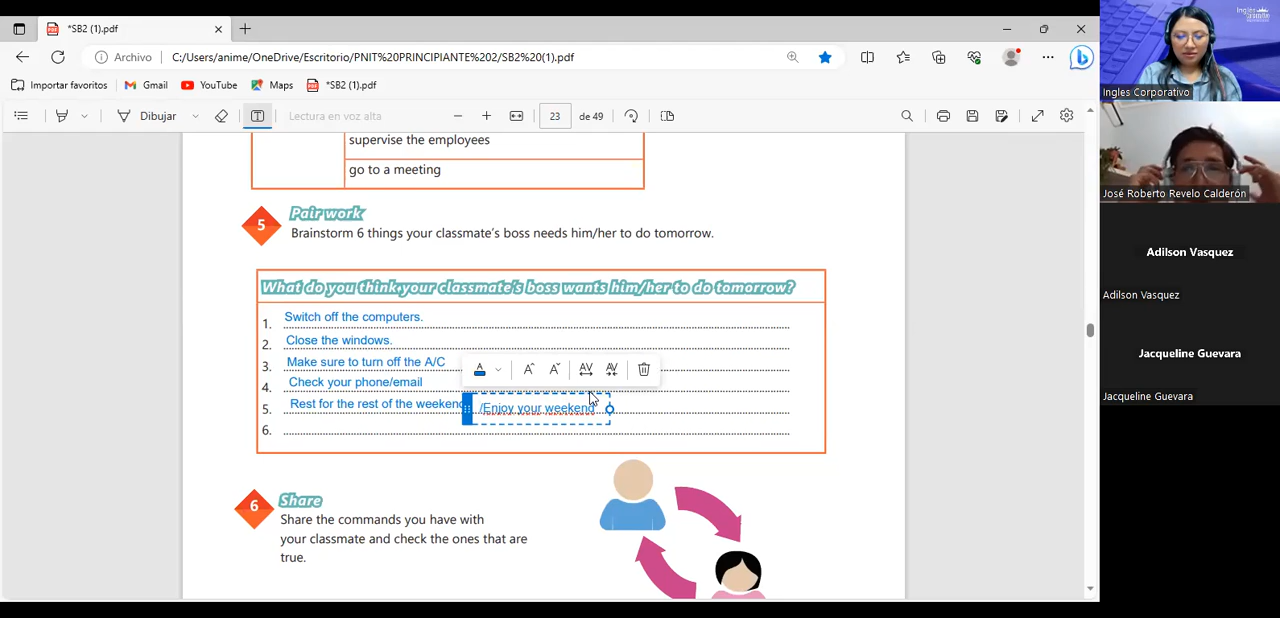 *SB2 (1).pdf
Archivo
C:/Users/anime/OneDrive/Escritorio/PNIT%20PRINCIPIANTE%202/SB2%20(1).pdf
Importar favoritos
Gmail
YouTube
Maps
*SB2 (1).pdf
Dibujar
Lectura en voz alta
23
de 49
supervise the employees
go to a meeting
5
Pair work
Brainstorm 6 things your classmate's boss needs him/her to do tomorrow.
What do you think your classmate's boss wants him/her to do tomorrow?
1. Switch off the computers.
2. Close the windows.
3. Make sure to turn off the A/C
4. Check your phone/email
5. Rest for the rest of the weekend /Enjoy your weekend
6.
6
Share
Share the commands you have with
your classmate and check the ones that are
true.
Ingles Corporativo
José Roberto Revelo Calderón
Adilson Vasquez
Adilson Vasquez
Jacqueline Guevara
Jacqueline Guevara